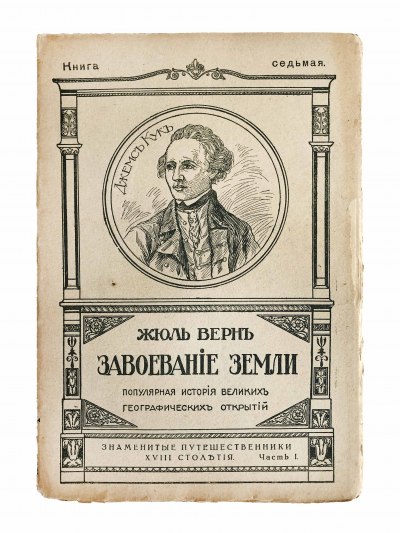 Книга седьмая.
ДЖЕМСЪ КУКЪ
ЖЮЛЬ ВЕРНЪ
ЗАВОЕВАНІЕ ЗЕМЛИ
ПОПУЛЯРНАЯ ИСТОРІЯ ВЕЛИКИХЪ
ГЕОГРАФИЧЕСКИХЪ ОТКРЫТІЙ
ЗНАМЕНИТЫЕ ПУТЕШЕСТВЕННИКИ
XVIII СТОЛѢТІЯ. Часть I.